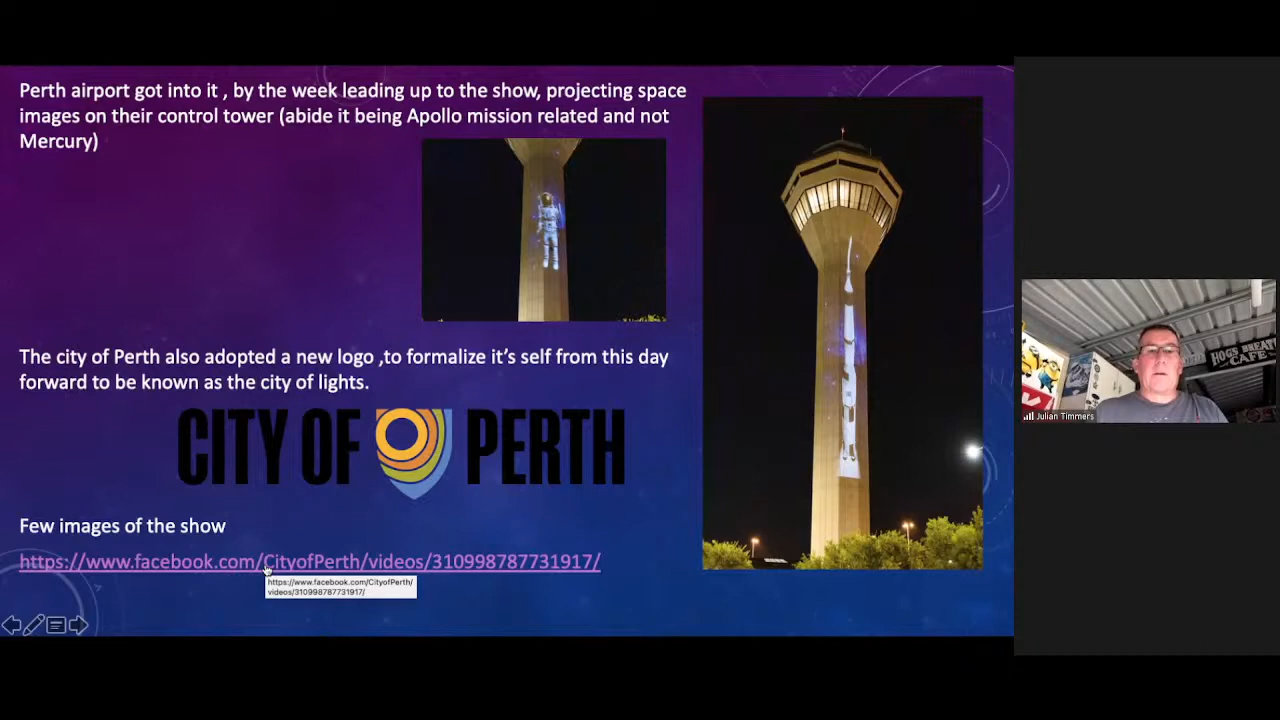 Perth airport got into it , by the week leading up to the show, projecting space
images on their control tower (abide it being Apollo mission related and not
Mercury)
The city of Perth also adopted a new logo ,to formalize it’s self from this day
forward to be known as the city of lights.
CITY OF PERTH
Few images of the show
https://www.facebook.com/CityofPerth/videos/310998787731917/
https://www.facebook.com/CityofPerth/
videos/310998787731917/
HOGS BREATH
CAFE
Julian Timmers